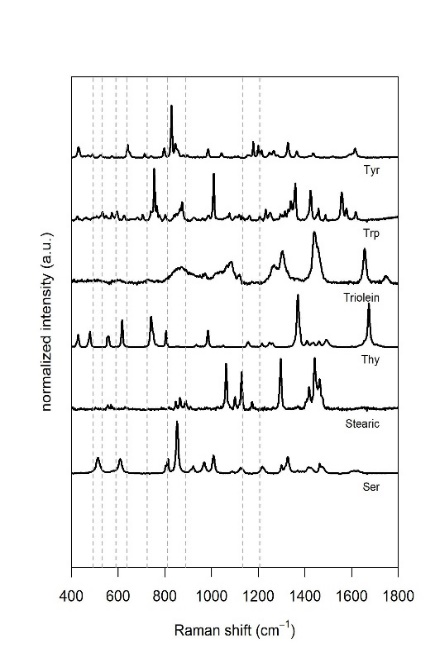 normalized intensity (a.u.)
Tyr
Trp
Triolein
Thy
Stearic
Ser
400 600 800 1000 1200 1400 1600 1800
Raman shift (cm⁻¹)